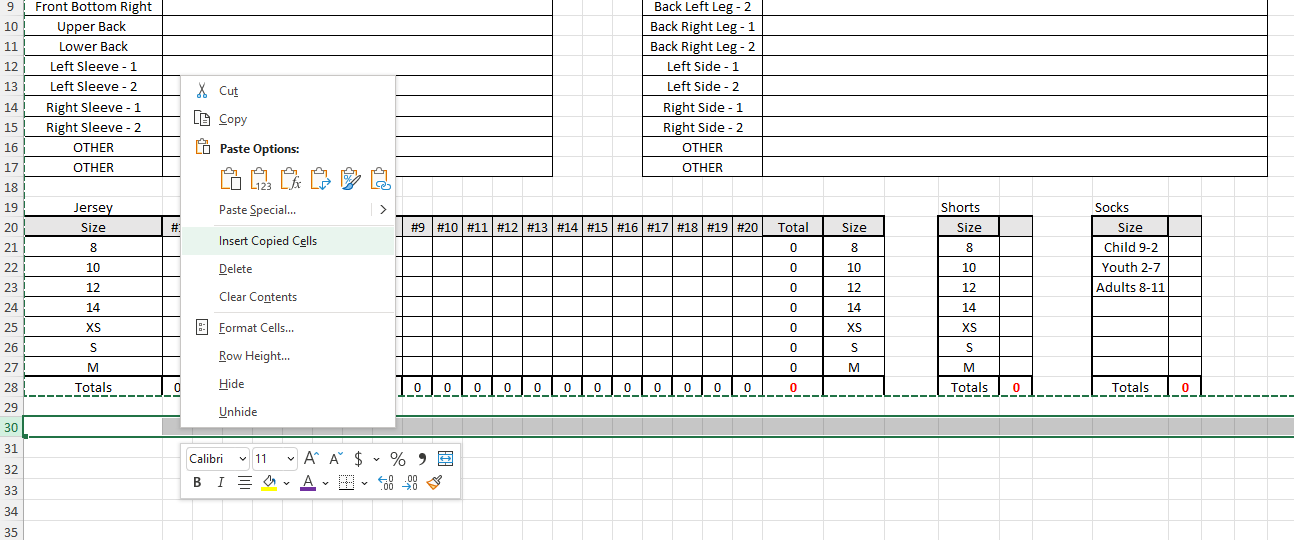 9 Front Bottom Right Back Left Leg - 2
10 Upper Back Back Right Leg - 1
11 Lower Back Back Right Leg - 2
12 Left Sleeve - 1 Left Side - 1
13 Left Sleeve - 2 Left Side - 2
14 Right Sleeve - 1 Right Side - 1
15 Right Sleeve - 2 Right Side - 2
16 OTHER OTHER
17 OTHER OTHER
18
19 Jersey Shorts Socks
20 Size #9 #10 #11 #12 #13 #14 #15 #16 #17 #18 #19 #20 Total Size Size Size
21 8 0 8 8 Child 9-2
22 10 0 10 10 Youth 2-7
23 12 0 12 12 Adults 8-11
24 14 0 14 14
25 XS 0 XS XS
26 S 0 S S
27 M 0 M M
28 Totals 0 0 0 0 0 0 0 0 0 0 0 0 0 0 Totals 0 Totals 0
29
30
31
32
33
34
35
Cut
Copy
Paste Options:
123
fx
%
Paste Special...
Insert Copied Cells
Delete
Clear Contents
Format Cells...
Row Height...
Hide
Unhide
Calibri 11 A A $ % 9
B I A .00 .00